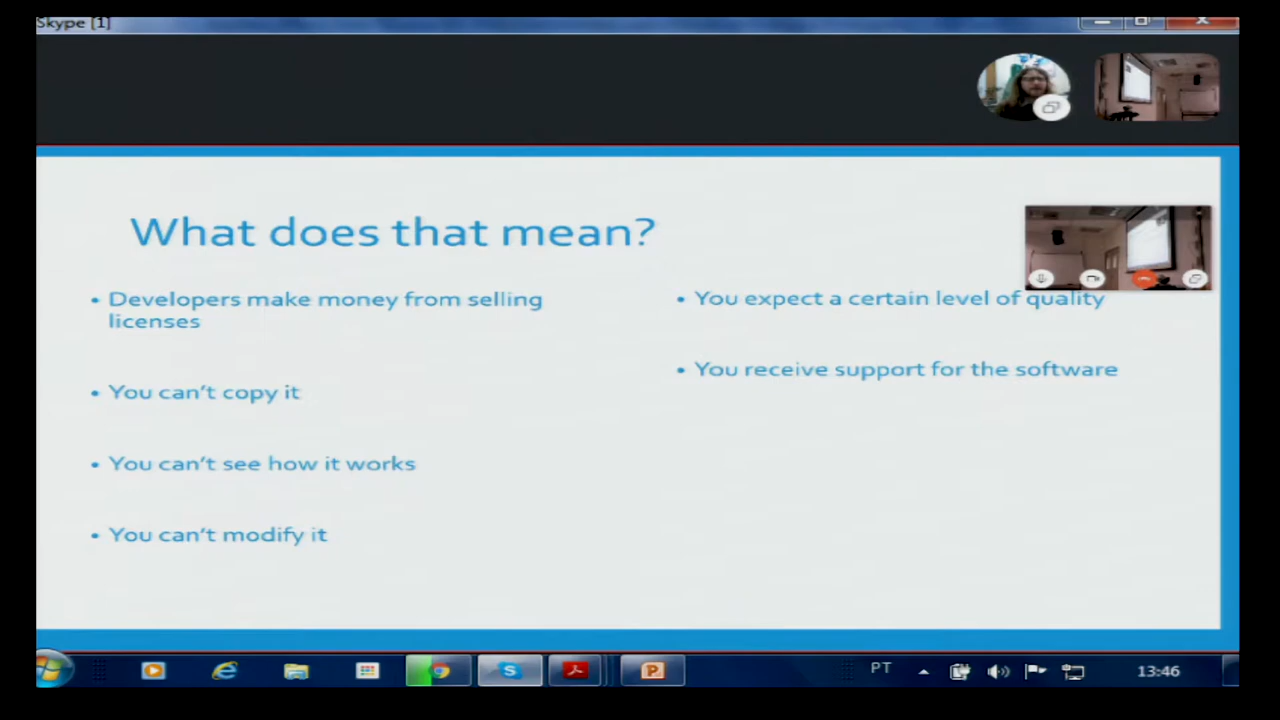 Skype [1]
What does that mean?
• Developers make money from selling
licenses
• You can't copy it
• You can't see how it works
• You can't modify it
• You expect a certain level of quality
• You receive support for the software
PT
13:46